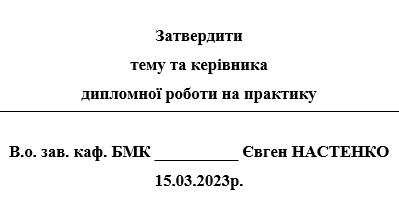 Затвердити
тему та керівника
дипломної роботи на практику
В.о. зав. каф. БМК __________ Євген НАСТЕНКО
15.03.2023р.